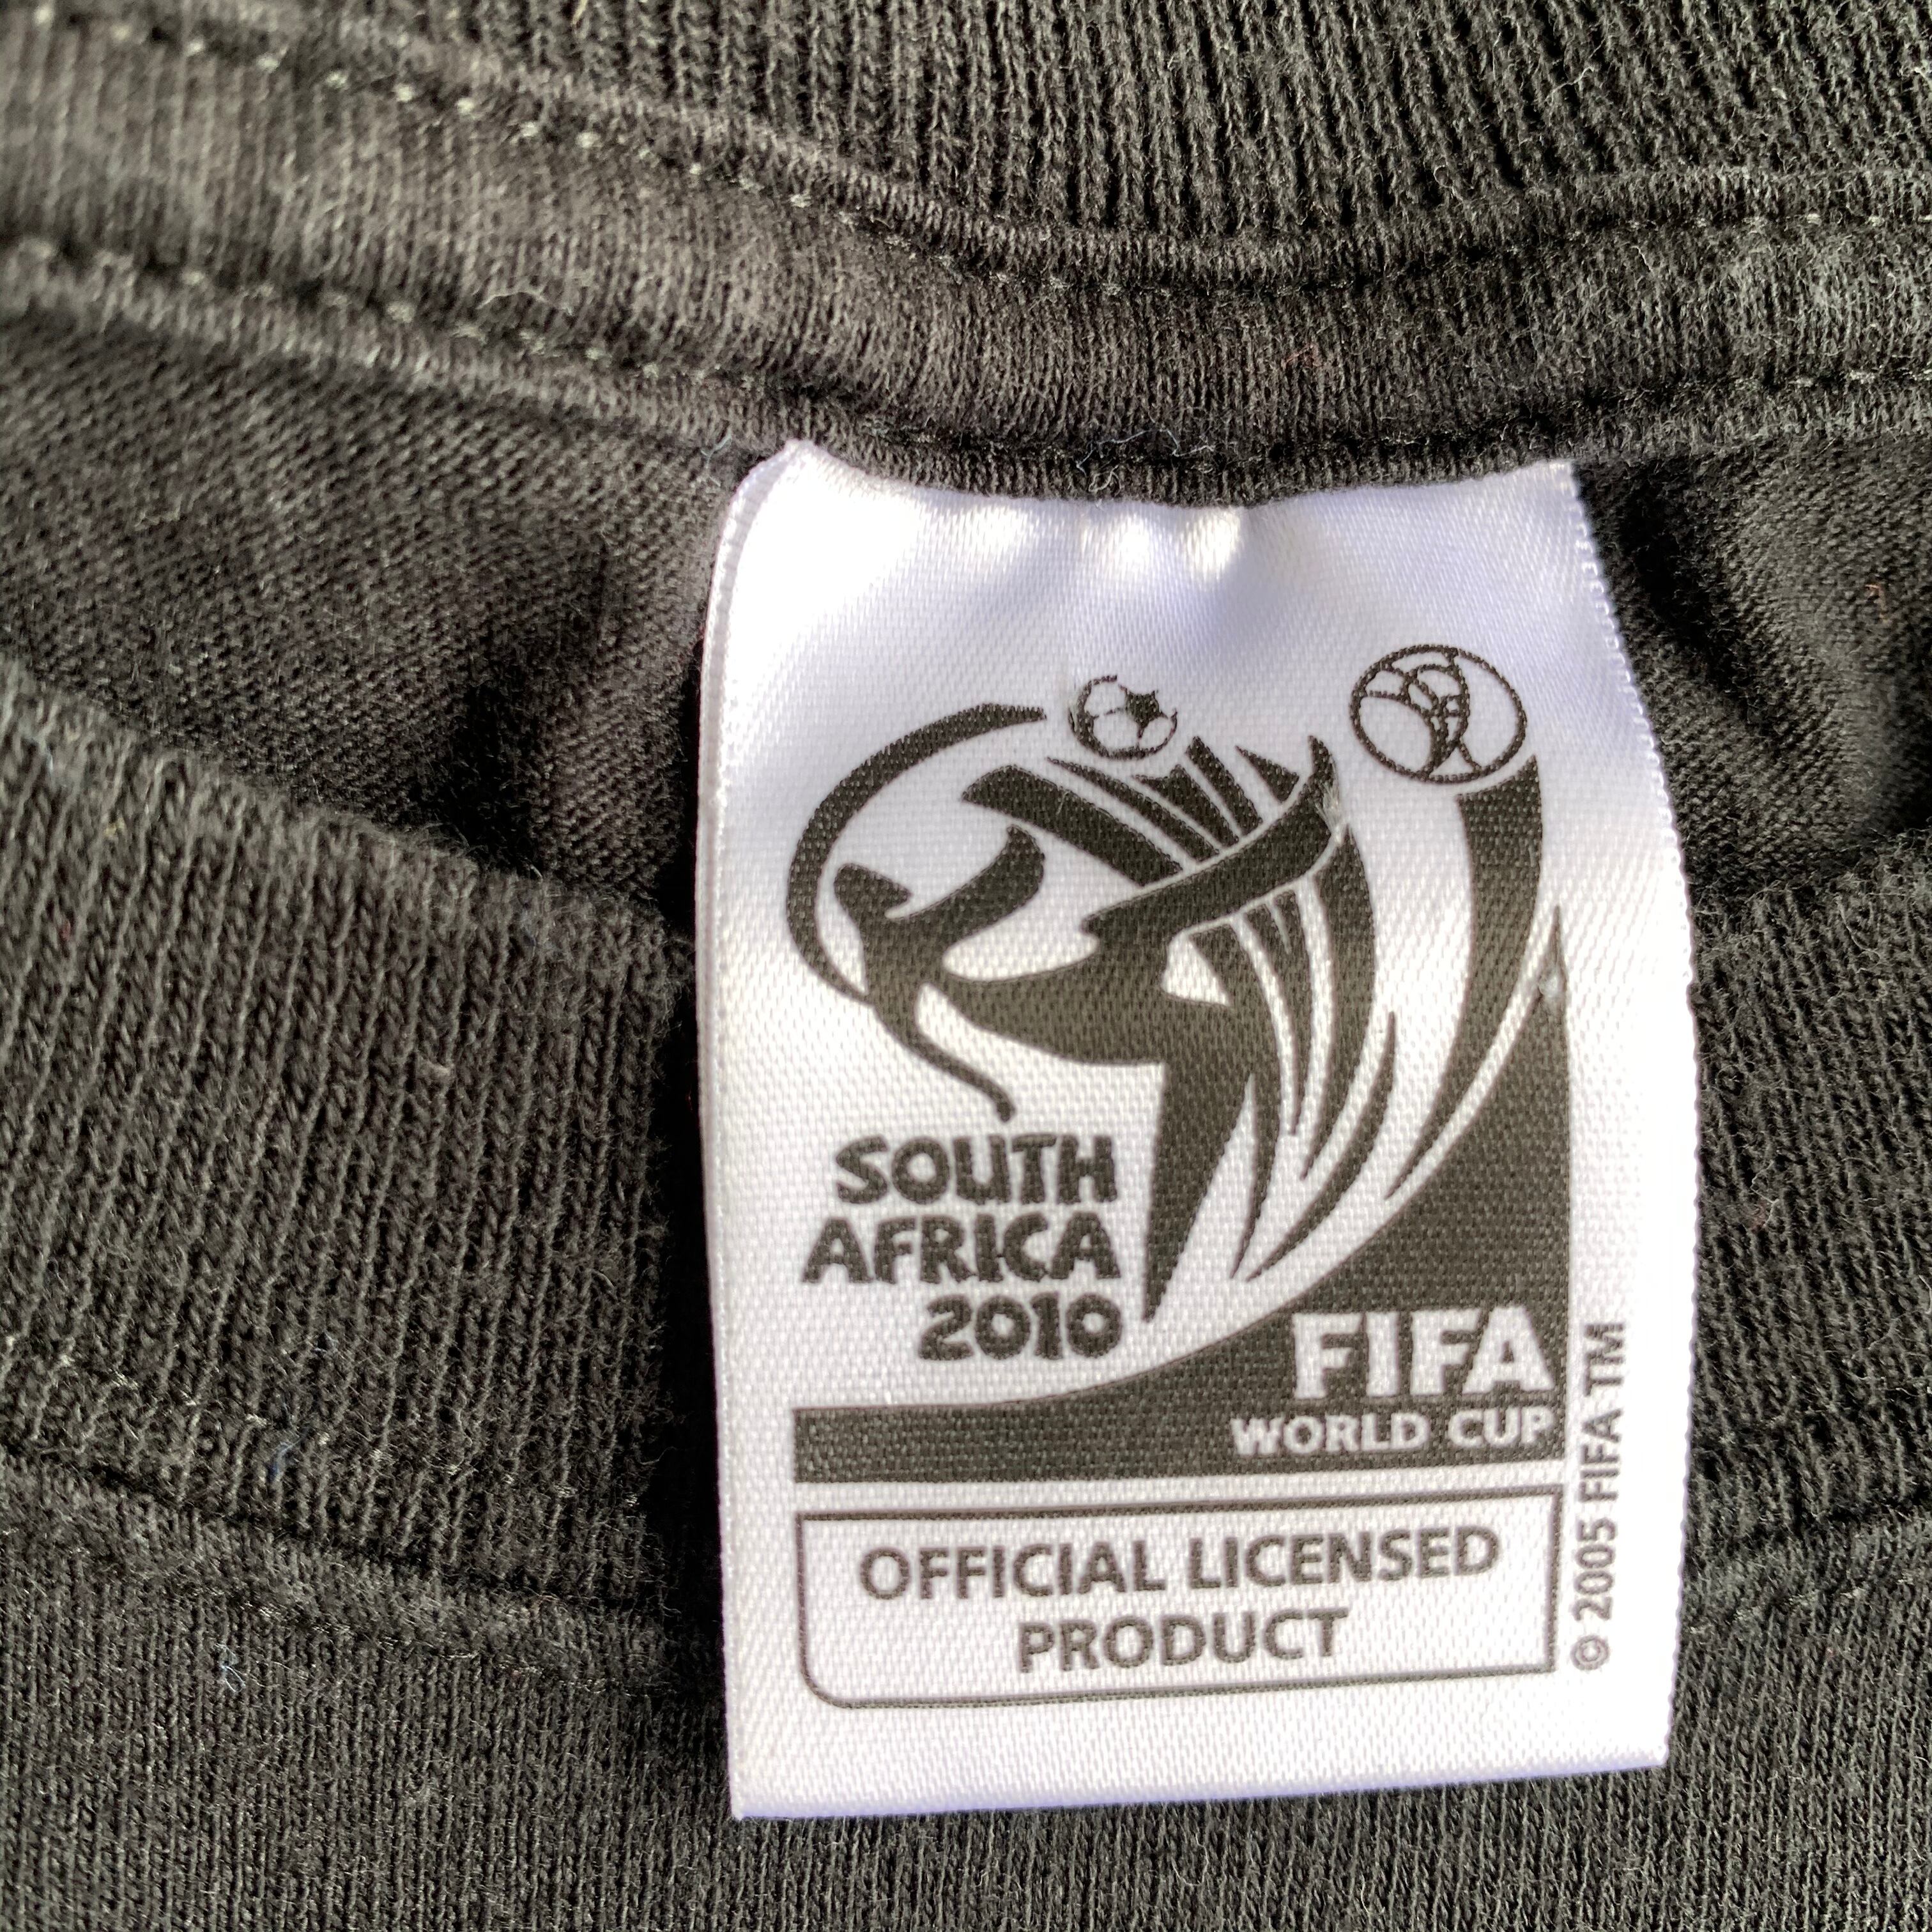 SOUTH
AFRICA
2010
FIFA
WORLD CUP
OFFICIAL LICENSED
PRODUCT
© 2005 FIFA TM